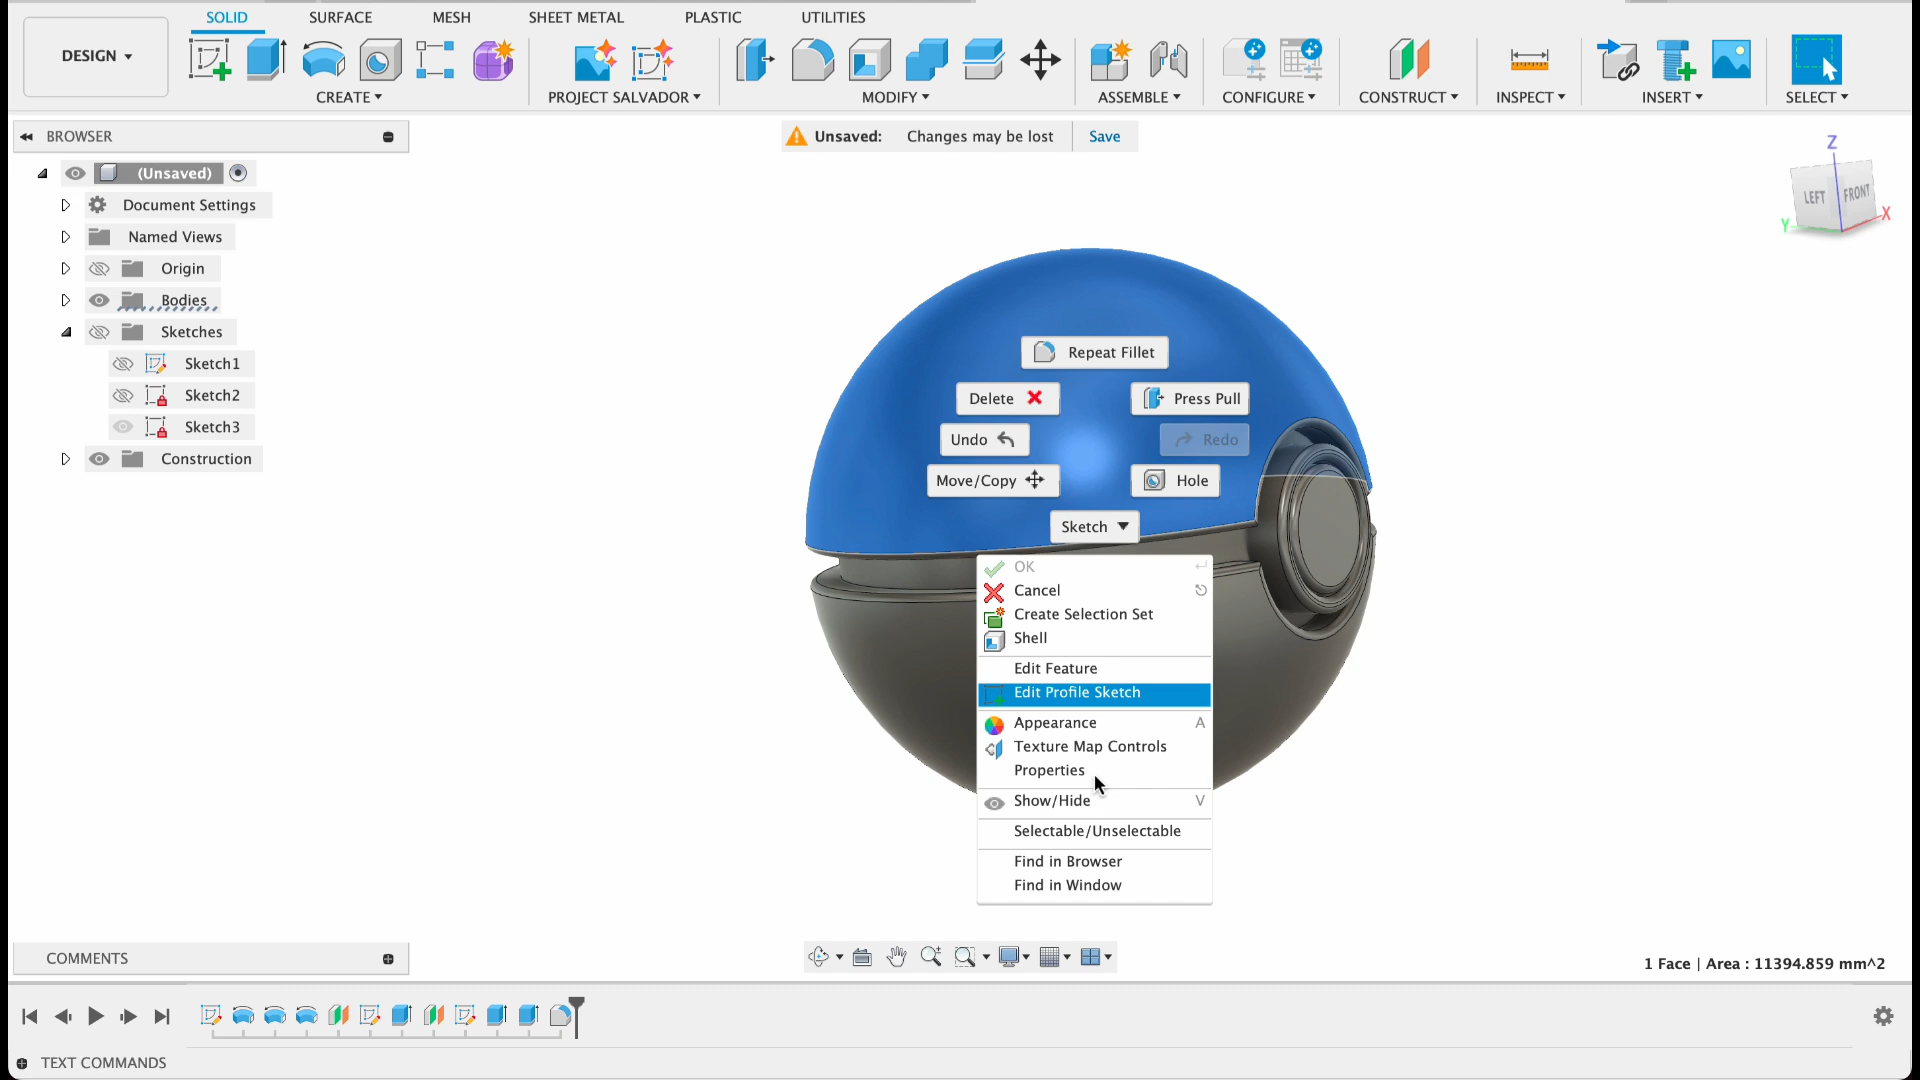 SOLID SURFACE MESH SHEET METAL PLASTIC UTILITIES
DESIGN
CREATE PROJECT SALVADOR MODIFY ASSEMBLE CONFIGURE CONSTRUCT INSPECT INSERT SELECT
BROWSER
Unsaved: Changes may be lost Save
(Unsaved)
Document Settings
Named Views
Origin
Bodies
Sketches
Sketch1
Sketch2
Sketch3
Construction
Z
LEFT FRONT
Y X
Repeat Fillet
Delete Press Pull
Undo Redo
Move/Copy Hole
Sketch
OK
Cancel
Create Selection Set
Shell
Edit Feature
Edit Profile Sketch
Appearance A
Texture Map Controls
Properties
Show/Hide V
Selectable/Unselectable
Find in Browser
Find in Window
COMMENTS
1 Face | Area : 11394.859 mm^2
TEXT COMMANDS